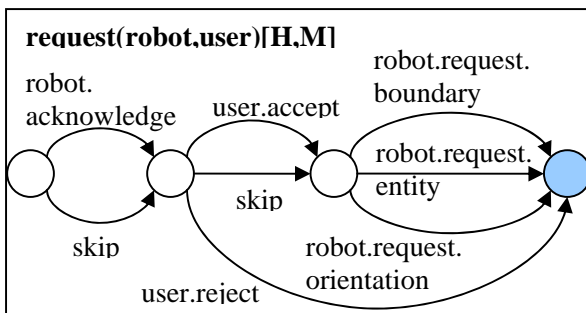 request(robot,user)[H,M]
robot.
acknowledge
skip
user.accept
skip
user.reject
robot.request.
boundary
robot.request.
entity
robot.request.
orientation